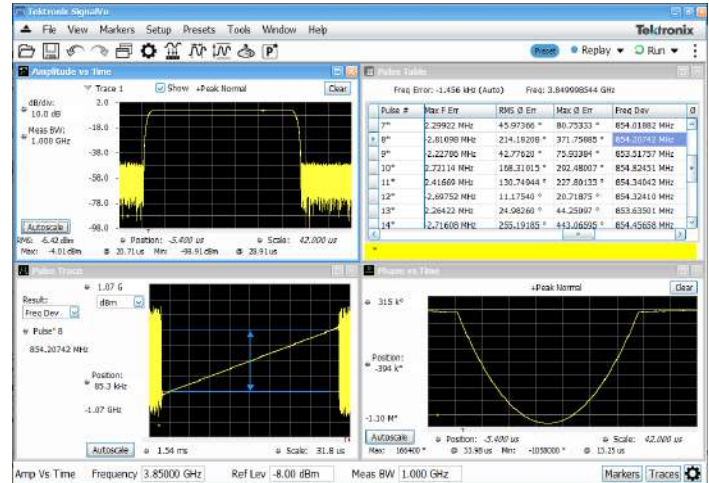 Tektronix SignalVu
File View Markers Setup Presets Tools Window Help
Tektronix
Preset Replay Run
Amplitude vs Time
Trace 1 Show +Peak Normal Clear
dB/div:
10.0 dB
Meas BW:
1.000 GHz
2.0
-18.0
-38.0
-58.0
-78.0
-98.0
Autoscale
Position: -5.400 us Scale: 42.000 us
RMS: -6.42 dBm
Max: -4.01 dBm @ 20.71 us Min: -98.91 dBm @ 28.91 us
Pulse Table
Freq Error: -1.456 kHz (Auto) Freq: 3.849998544 GHz
Pulse # Max F Err RMS Ø Err Max Ø Err Freq Dev Ø
7* 2.29922 MHz 45.97366 ° 80.75333 ° 854.01882 MHz
8* -2.81098 MHz 214.18208 ° 371.75885 ° 854.20742 MHz
9* -2.22786 MHz 42.77620 ° 75.93384 ° 853.51757 MHz
10* 2.72114 MHz 168.31015 ° 292.48007 ° 854.82451 MHz
11* 2.41669 MHz 130.74944 ° 227.80133 ° 854.34042 MHz
12* -2.69752 MHz 11.17540 ° 20.71875 ° 854.32410 MHz
13* 2.26422 MHz 24.98260 ° 44.25097 ° 853.63501 MHz
14* -2.71608 MHz 255.19185 ° 443.06595 ° 854.45658 MHz
Pulse Trace
Result:
Freq Dev
1.07 G
dBm
Pulse* 8
854.20742 MHz
Position:
85.3 kHz
-1.07 GHz
Autoscale 1.54 ms Scale: 31.8 us
Phase vs Time
+Peak Normal Clear
315 k°
Position:
-394 k°
-1.10 M°
Autoscale Position: -5.400 us Scale: 42.000 us
Max: 166400 ° @ 33.98 us Min: -1058000 ° @ 15.25 us
Amp Vs Time Frequency 3.85000 GHz Ref Lev -8.00 dBm Meas BW 1.000 GHz Markers Traces